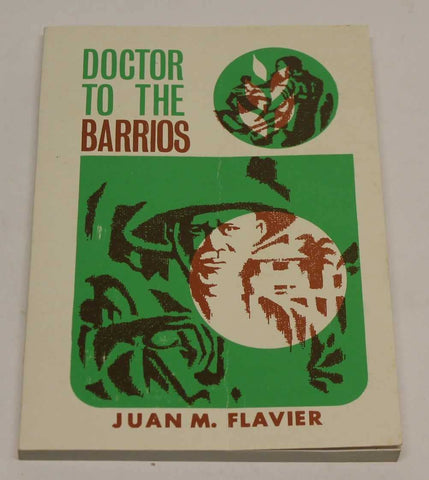 DOCTOR
TO THE
BARRIOS
JUAN M. FLAVIER